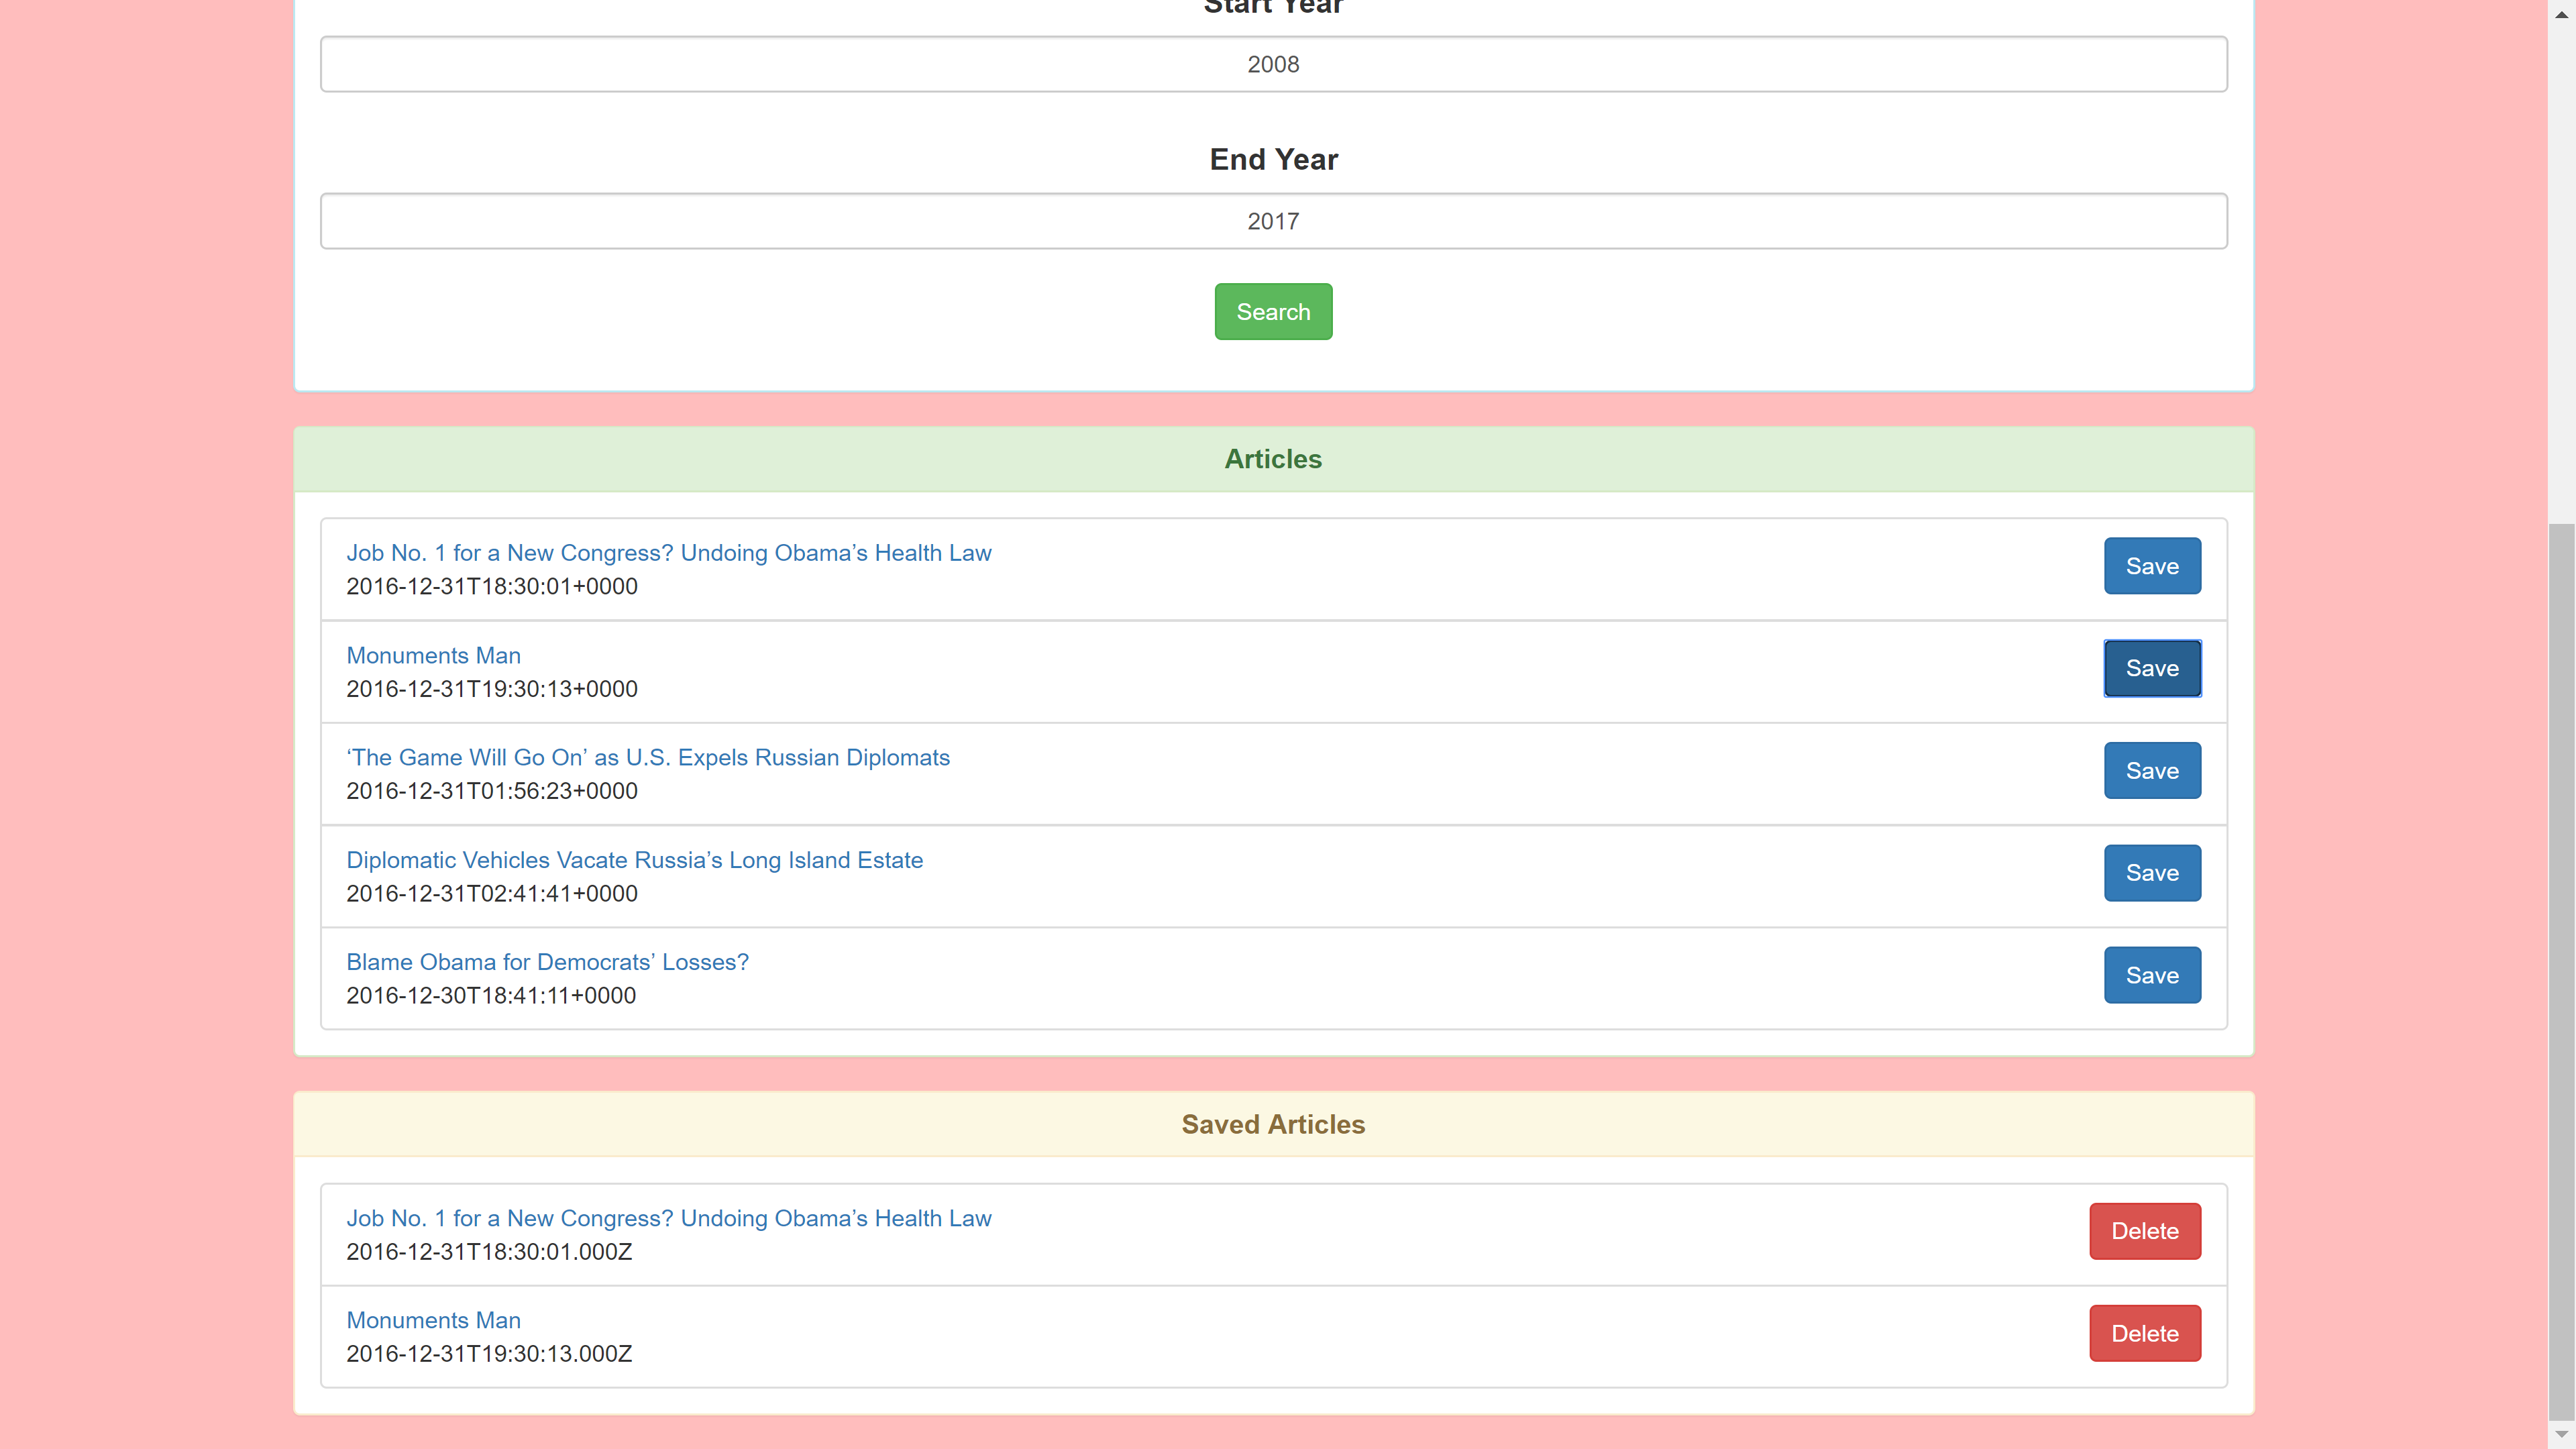 Start Year
2008
End Year
2017
Search
Articles
Job No. 1 for a New Congress? Undoing Obama’s Health Law
2016-12-31T18:30:01+0000
Save
Monuments Man
2016-12-31T19:30:13+0000
Save
‘The Game Will Go On’ as U.S. Expels Russian Diplomats
2016-12-31T01:56:23+0000
Save
Diplomatic Vehicles Vacate Russia’s Long Island Estate
2016-12-31T02:41:41+0000
Save
Blame Obama for Democrats’ Losses?
2016-12-30T18:41:11+0000
Save
Saved Articles
Job No. 1 for a New Congress? Undoing Obama’s Health Law
2016-12-31T18:30:01.000Z
Delete
Monuments Man
2016-12-31T19:30:13.000Z
Delete